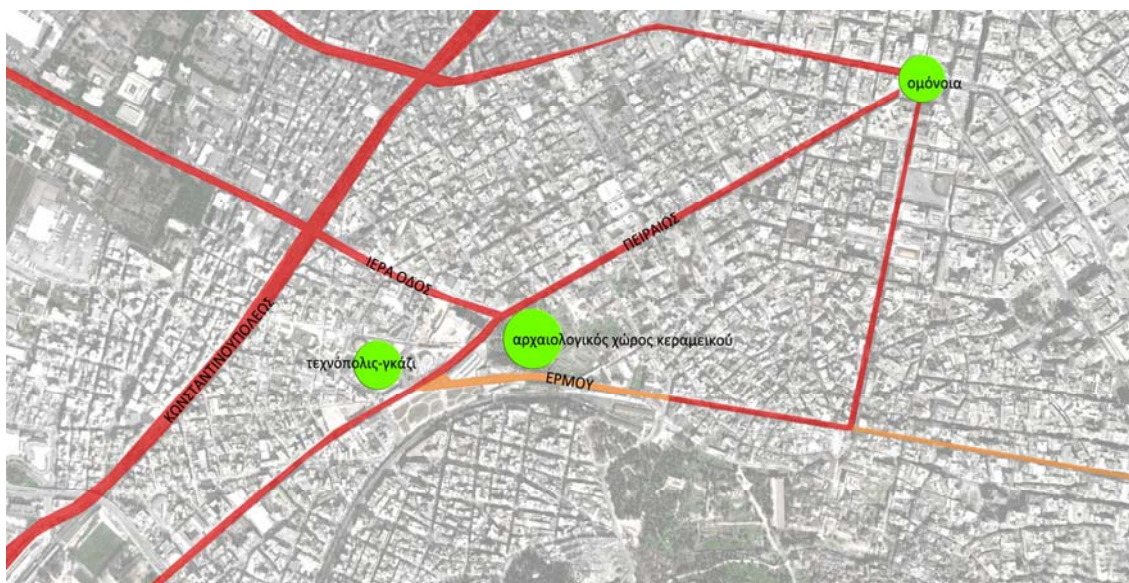 ομόνοια
ΠΕΙΡΑΙΩΣ
ΙΕΡΑ ΟΔΟΣ
αρχαιολογικός χώρος κεραμεικού
τεχνόπολις-γκάζι
ΕΡΜΟΥ
ΚΩΝΣΤΑΝΤΙΝΟΥΠΟΛΕΩΣ